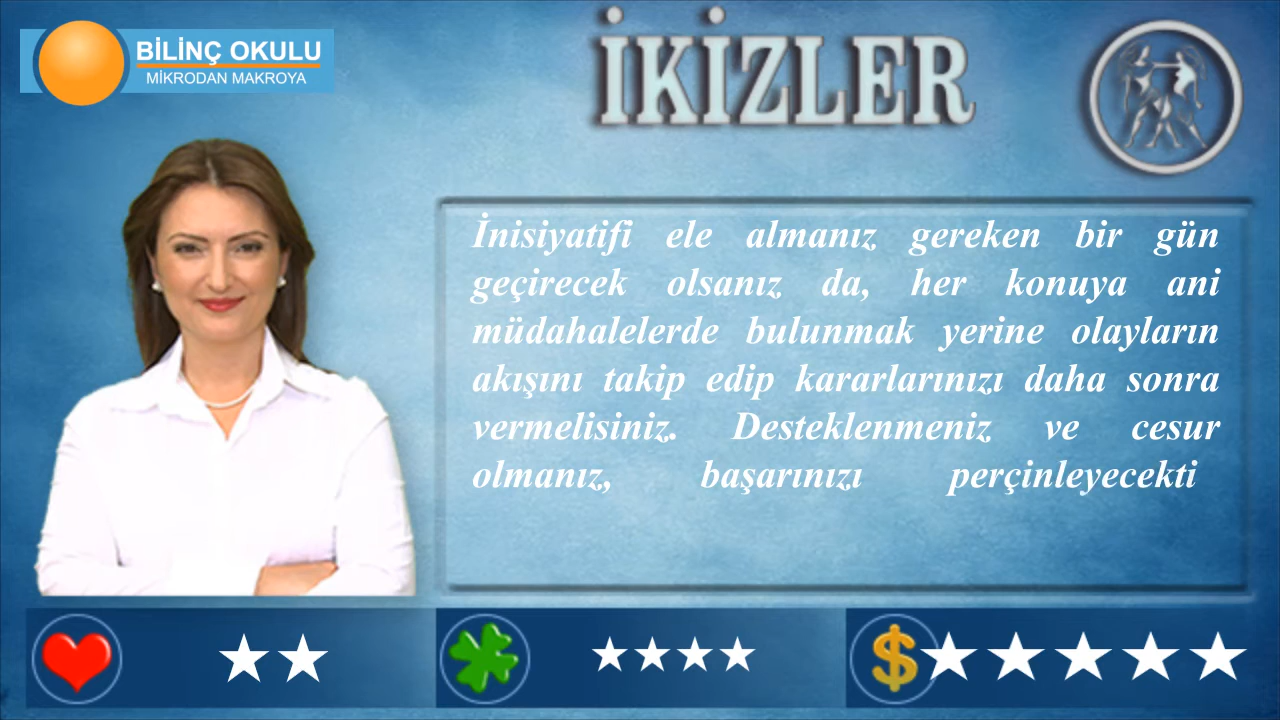 BİLİNÇ OKULU
MİKRODAN MAKROYA
İKİZLER
İnisiyatifi ele almanız gereken bir gün
geçirecek olsanız da, her konuya ani
müdahalelerde bulunmak yerine olayların
akışını takip edip kararlarınızı daha sonra
vermelisiniz. Desteklenmeniz ve cesur
olmanız, başarınızı perçinleyecekti